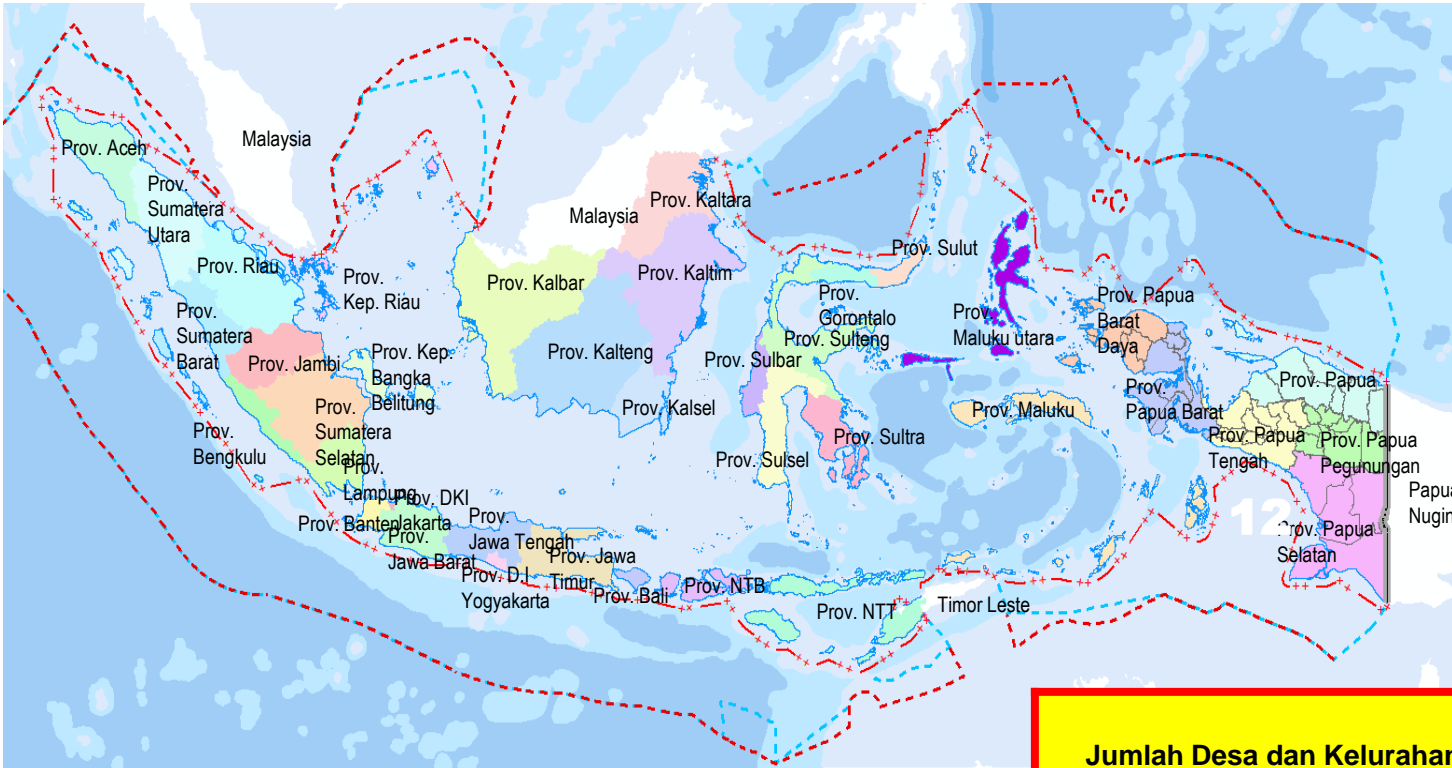 Malaysia
Prov. Aceh
Prov.
Sumatera
Utara
Malaysia
Prov. Kaltara
Prov. Sulut
Prov. Riau
Prov.
Kep. Riau
Prov. Kalbar
Prov. Kaltim
Prov.
Gorontalo
Prov.
Maluku utara
Prov. Papua
Barat
Daya
Prov.
Sumatera
Barat
Prov. Jambi
Prov. Kep.
Bangka
Belitung
Prov. Kalteng
Prov. Sulteng
Prov. Sulbar
Prov. Kalsel
Prov. Maluku
Prov.
Papua Barat
Prov. Papua
Prov.
Bengkulu
Prov.
Sumatera
Selatan
Prov. Sulsel
Prov. Sultra
Prov. Papua
Tengah
Prov. Papua
Pegunungan
Prov.
Lampung
Prov. Banten
Prov. DKI
Jakarta
Prov.
Jawa Barat
Prov.
Jawa Tengah
Prov. D.I
Yogyakarta
Prov. Jawa
Timur
Prov. Bali
Prov. NTB
Prov. NTT
Timor Leste
12
Prov. Papua
Selatan
Papua
Nugin
Jumlah Desa dan Kelurahan